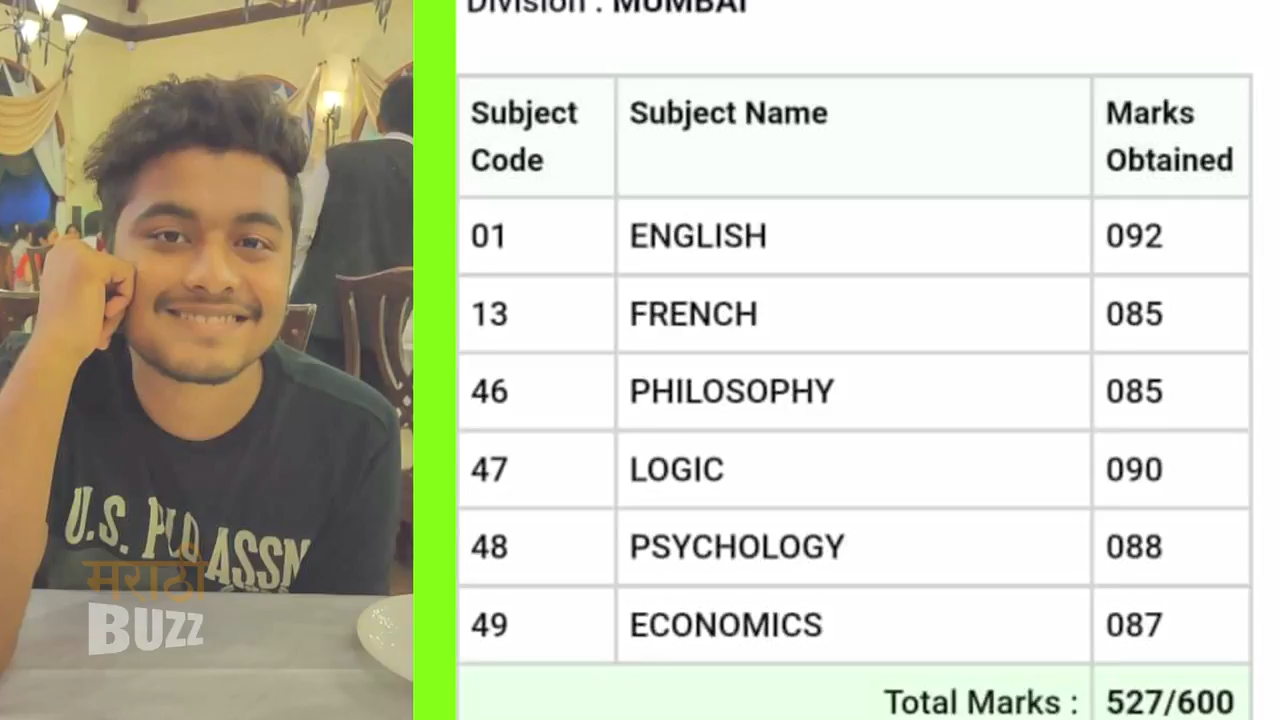 U.S. POLO ASSN
मराठी
BUZZ
Division : MUMBAI
Subject Code | Subject Name | Marks Obtained
01 | ENGLISH | 092
13 | FRENCH | 085
46 | PHILOSOPHY | 085
47 | LOGIC | 090
48 | PSYCHOLOGY | 088
49 | ECONOMICS | 087
Total Marks : | 527/600